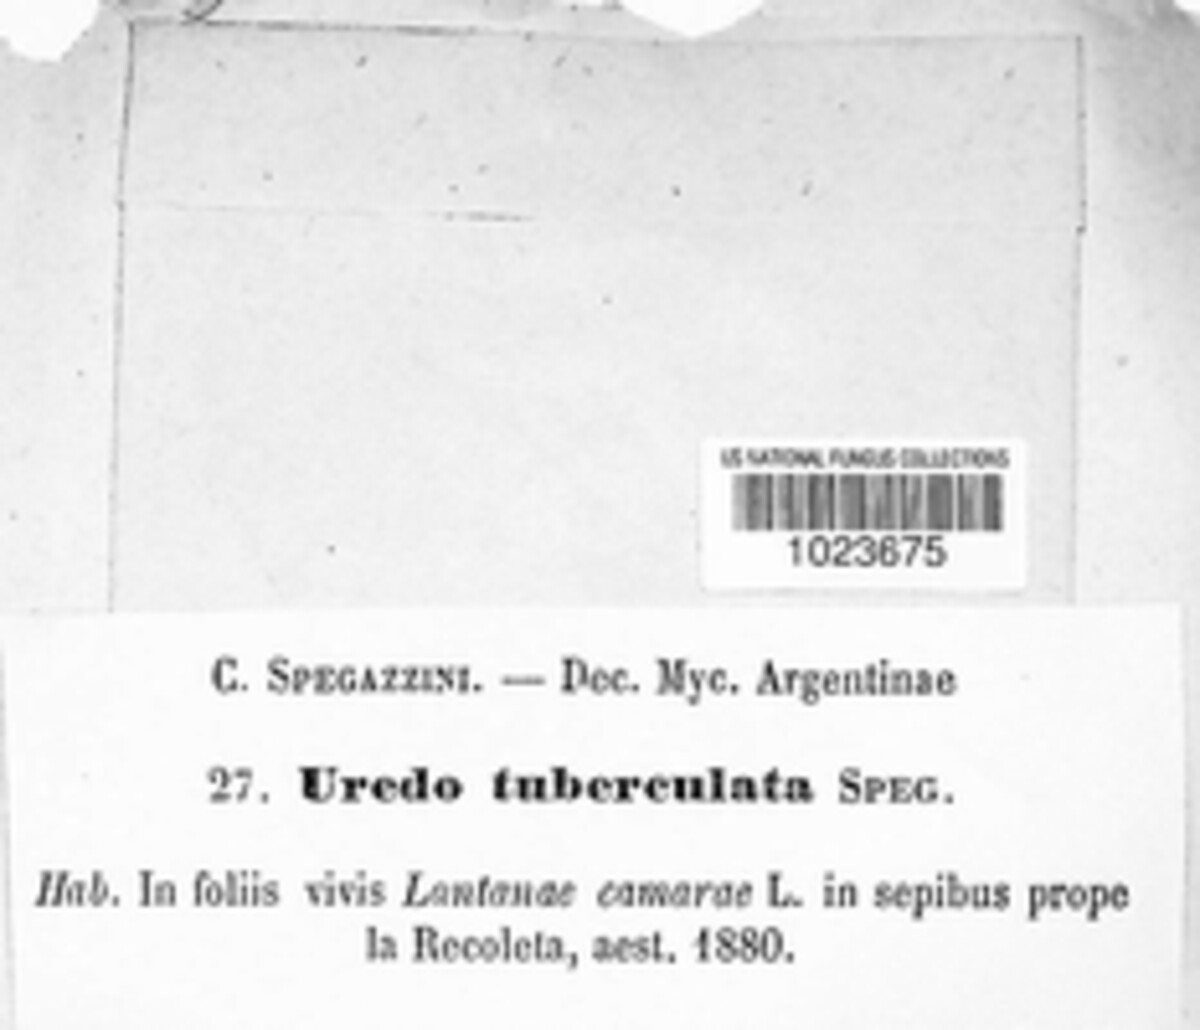 US NATIONAL FUNGUS COLLECTIONS
1023675
C. SPEGAZZINI. — Dec. Myc. Argentinae
27. Uredo tuberculata SPEG.
Hab. In foliis vivis Lantanae camarae L. in sepibus prope
la Recoleta, aest. 1880.